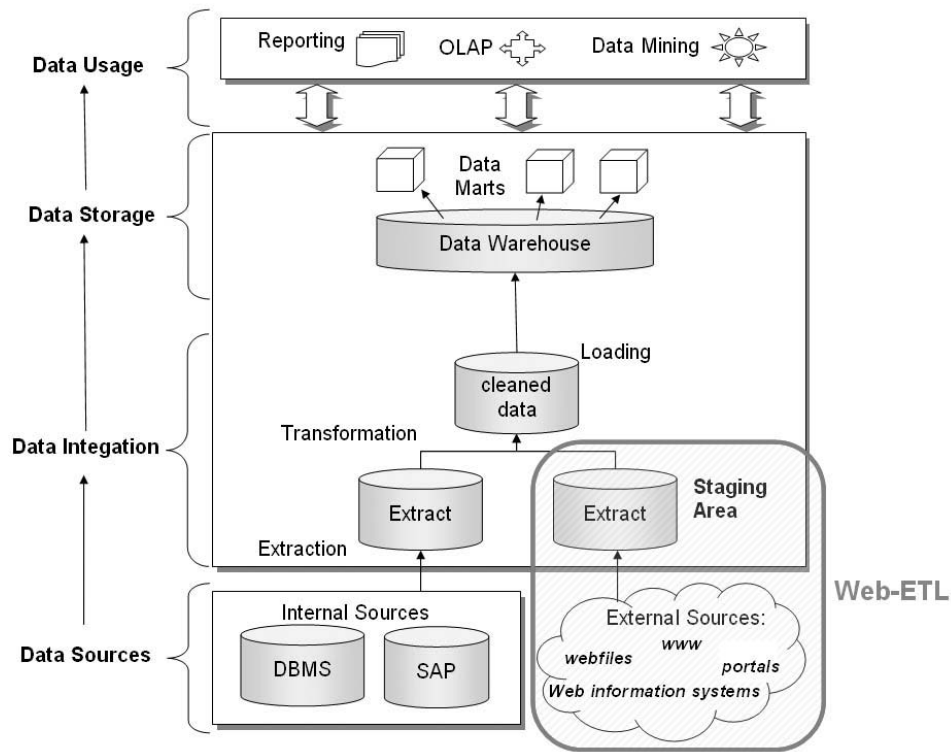 Reporting
OLAP
Data Mining
Data Usage
Data
Marts
Data Storage
Data Warehouse
Loading
cleaned
data
Transformation
Data Integation
Extract
Extract
Staging
Area
Extraction
Web-ETL
Internal Sources
External Sources:
www
webfiles
portals
Data Sources
DBMS
SAP
Web information systems